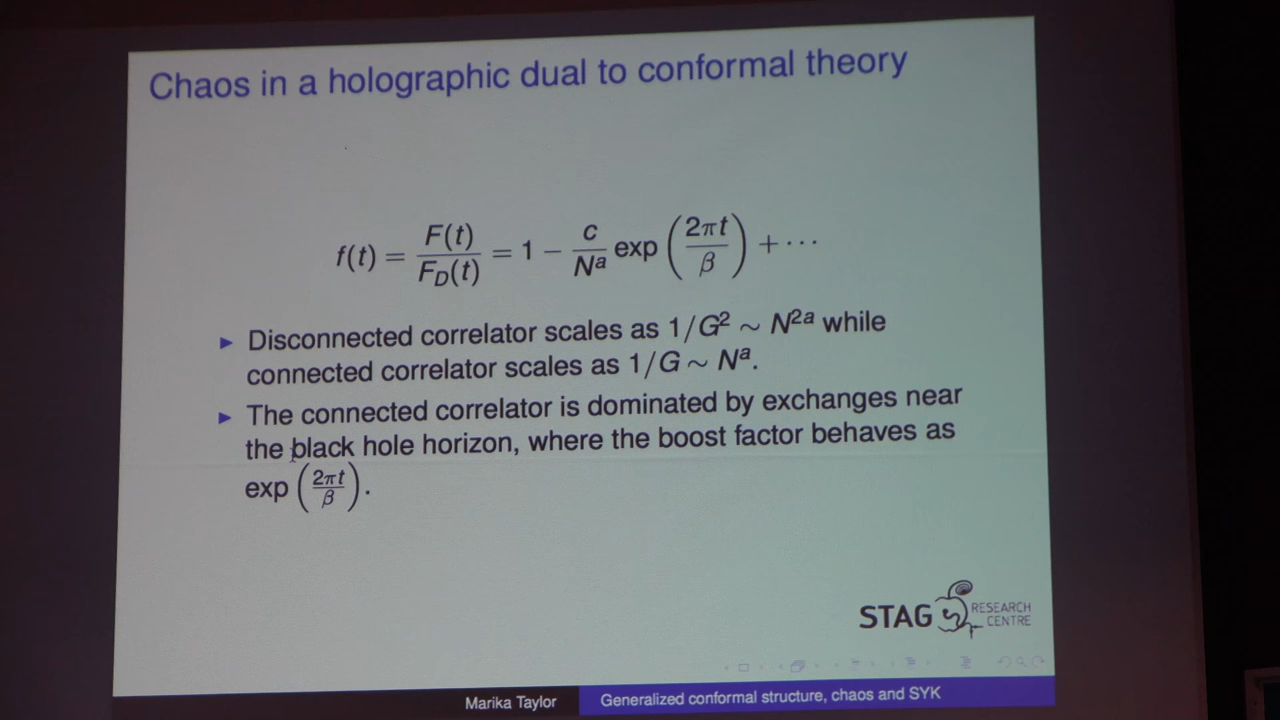 Chaos in a holographic dual to conformal theory
f(t) = F(t) / F_D(t) = 1 − c / N^a exp (2πt / β) + ···
Disconnected correlator scales as 1/G² ~ N^{2a} while
connected correlator scales as 1/G ~ N^a.
The connected correlator is dominated by exchanges near
the black hole horizon, where the boost factor behaves as
exp (2πt / β).
STAG RESEARCH
CENTRE
Marika Taylor
Generalized conformal structure, chaos and SYK